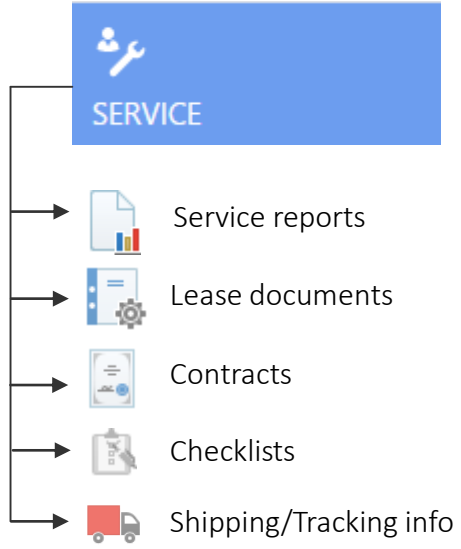 SERVICE
Service reports
Lease documents
Contracts
Checklists
Shipping/Tracking info